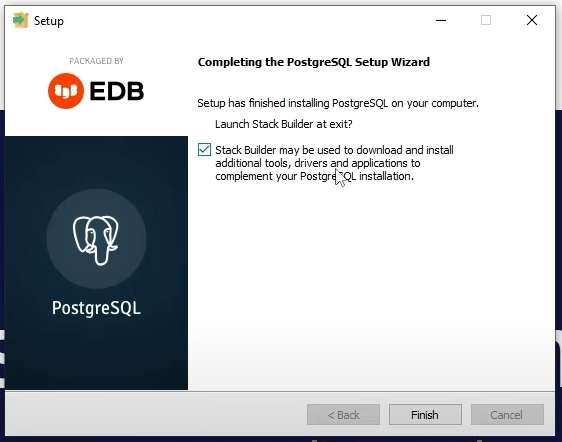 Setup
PACKAGED BY
EDB
Completing the PostgreSQL Setup Wizard
Setup has finished installing PostgreSQL on your computer.
Launch Stack Builder at exit?
Stack Builder may be used to download and install
additional tools, drivers and applications to
complement your PostgreSQL installation.
PostgreSQL
< Back
Finish
Cancel